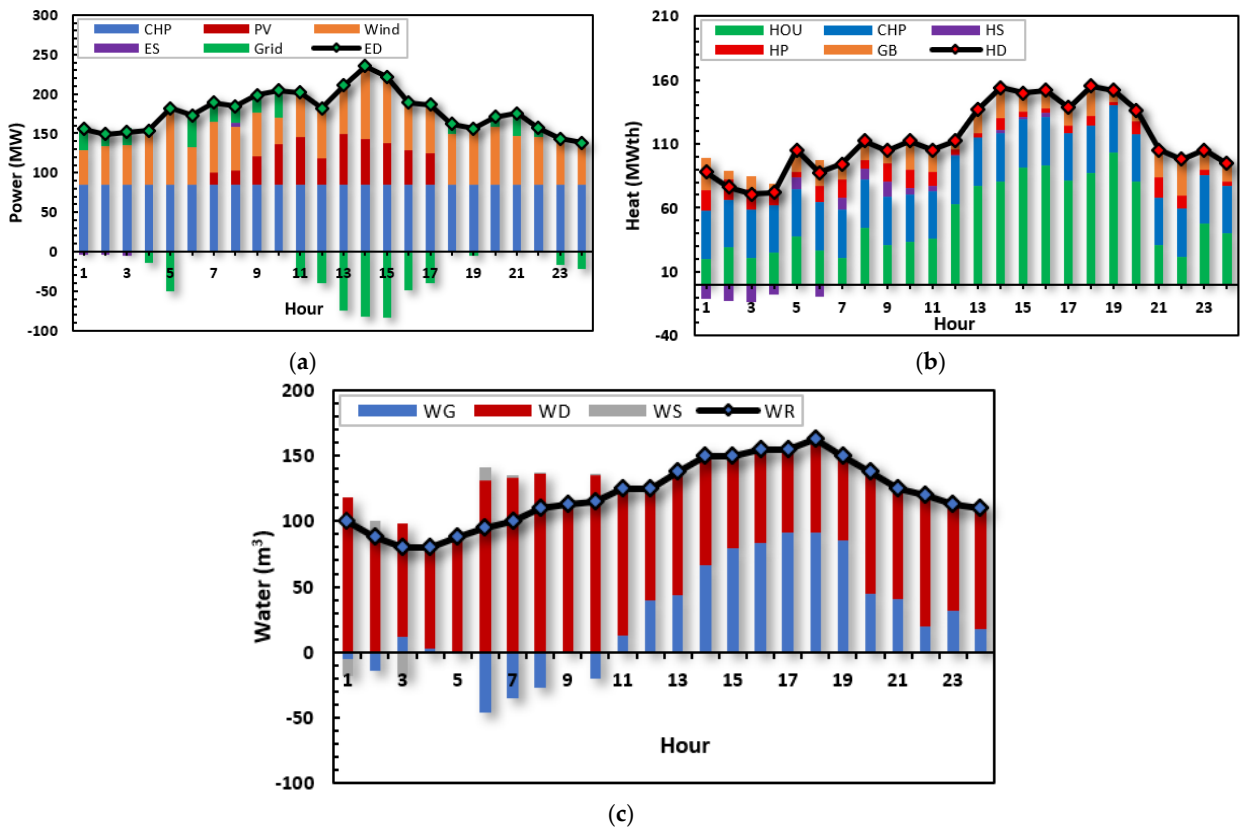 CHP PV Wind
ES Grid ED
Power (MW)
300
250
200
150
100
50
0
-50
-100
1 3 5 7 9 11 13 15 17 19 21 23
Hour
(a)
HOU CHP HS
HP GB HD
Heat (MWth)
210
160
110
60
10
-40
1 3 5 7 9 11 13 15 17 19 21 23
Hour
(b)
WG WD WS WR
Water (m³)
200
150
100
50
0
-50
-100
1 3 5 7 9 11 13 15 17 19 21 23
Hour
(c)